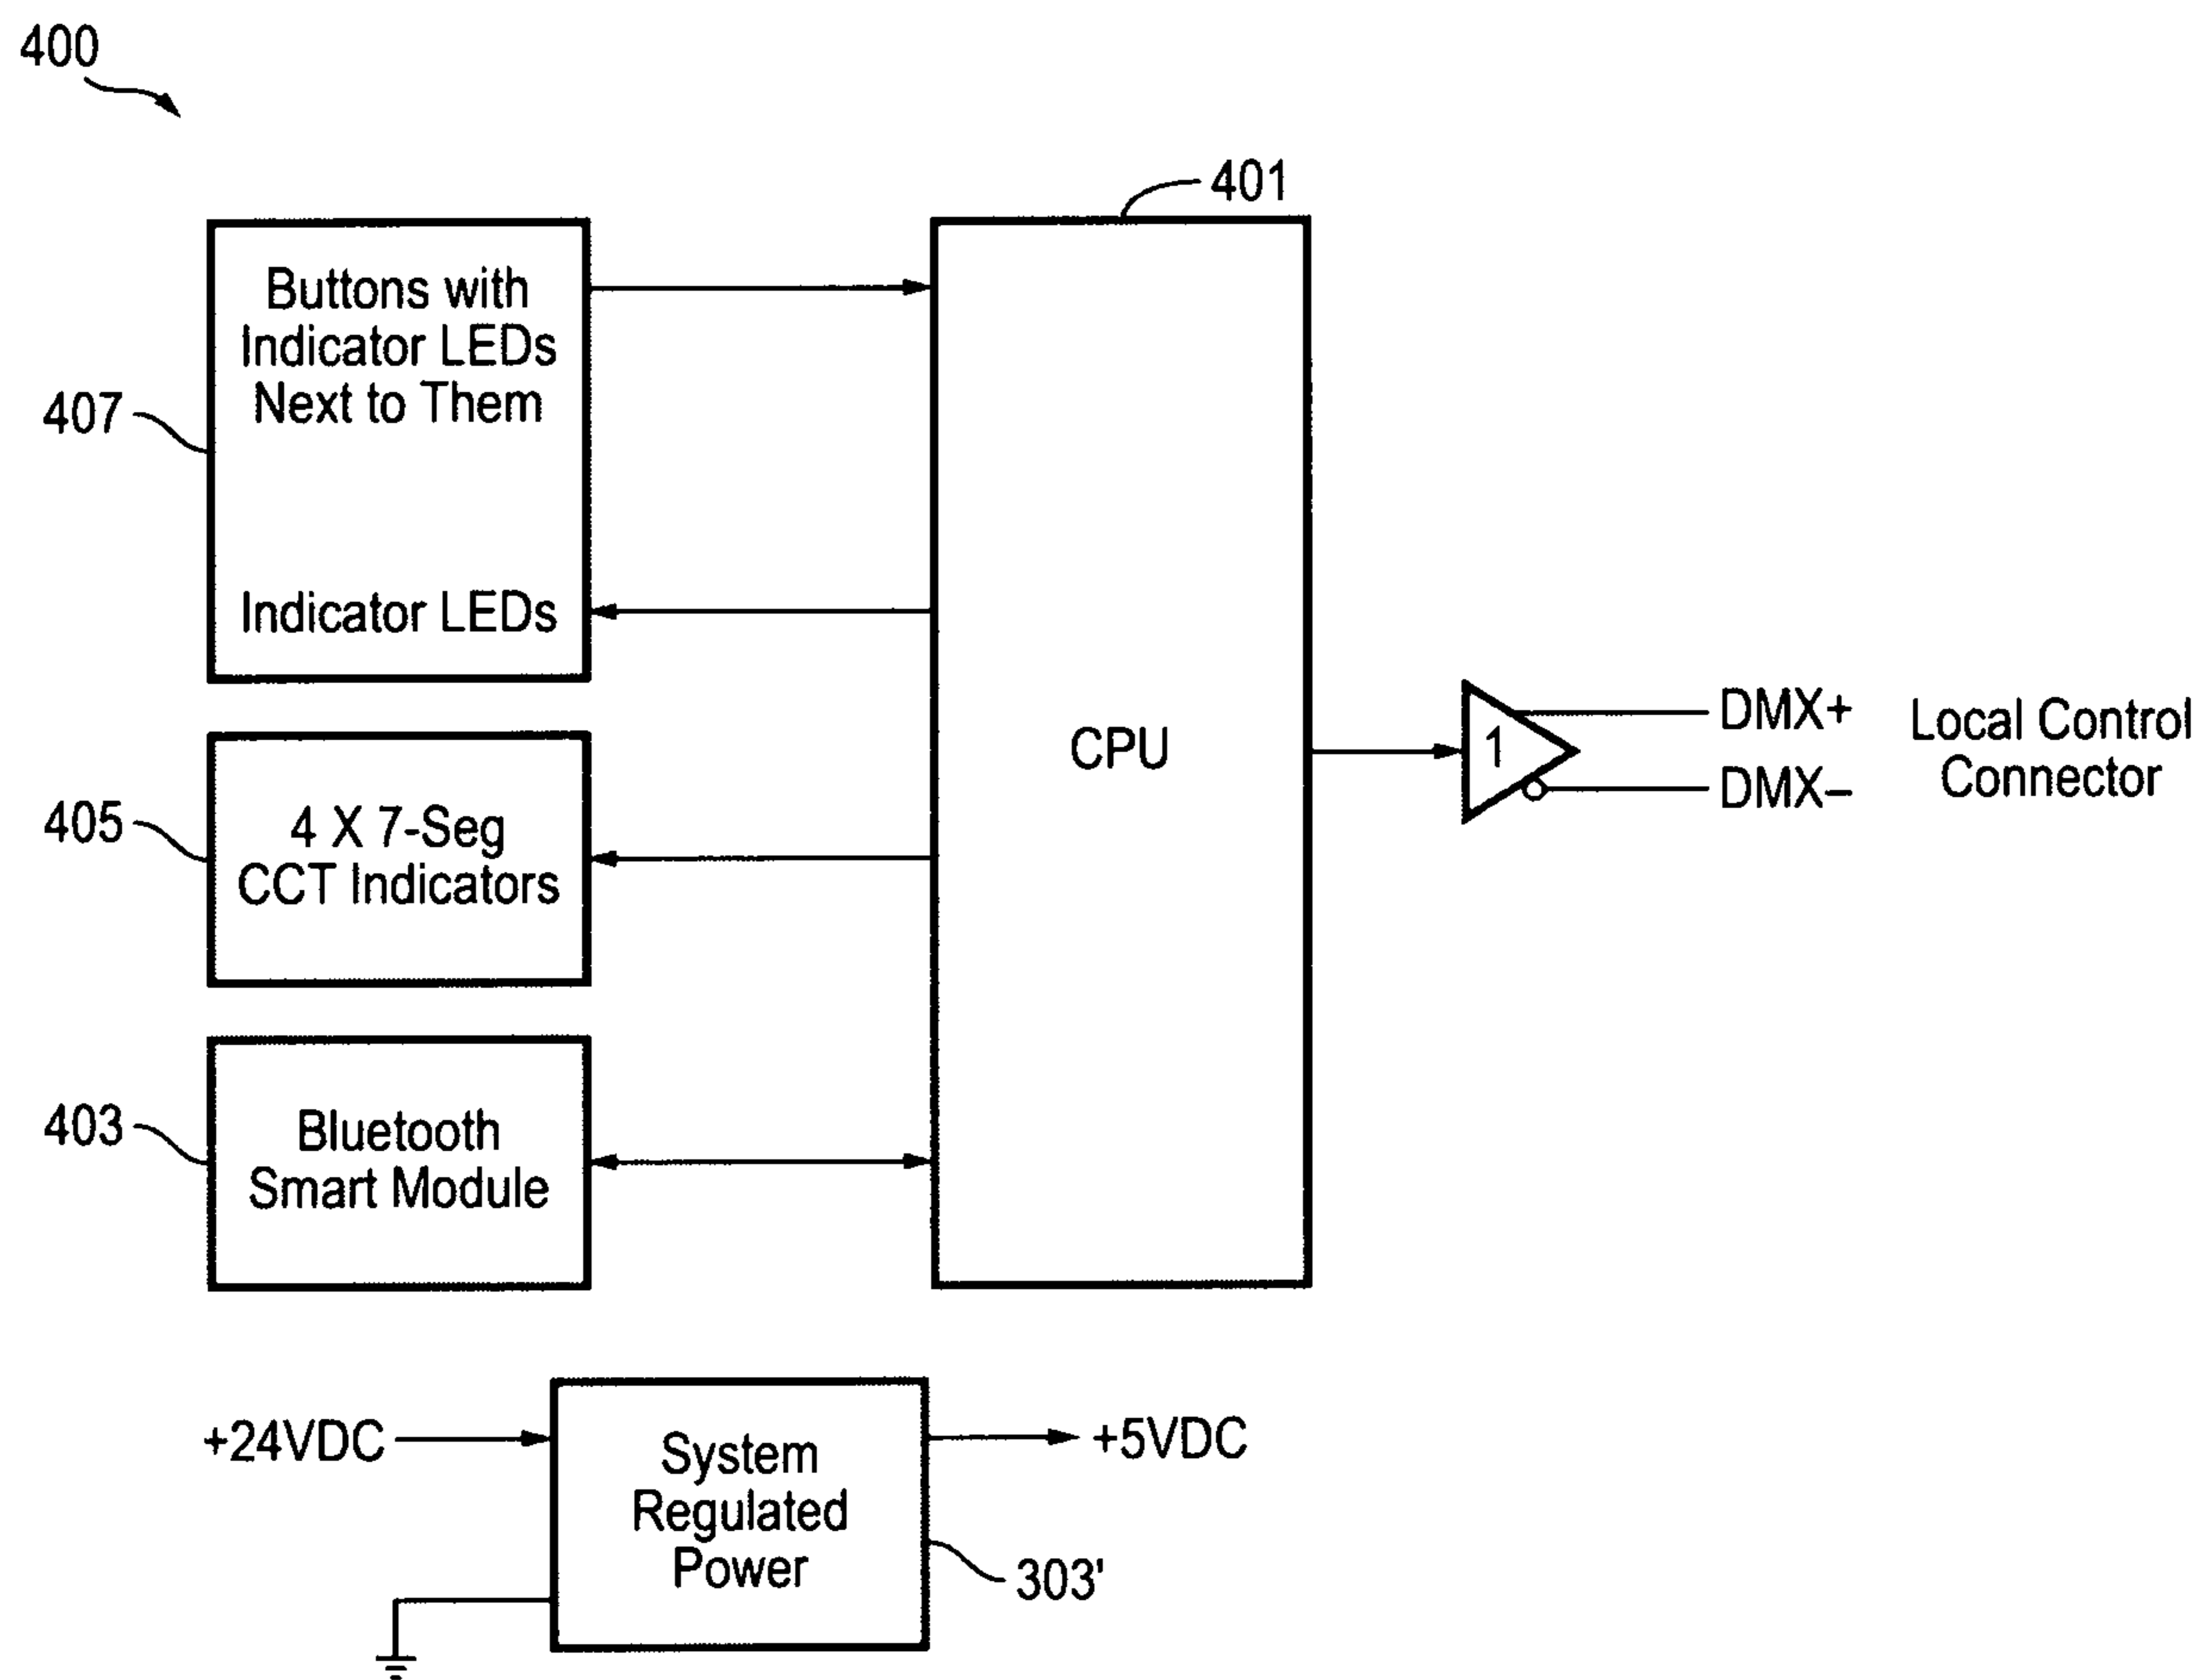 400
401
Buttons with
Indicator LEDs
Next to Them
407
Indicator LEDs
CPU
1
DMX+
DMX–
Local Control
Connector
405
4 X 7-Seg
CCT Indicators
403
Bluetooth
Smart Module
+24VDC
System
Regulated
Power
+5VDC
303'